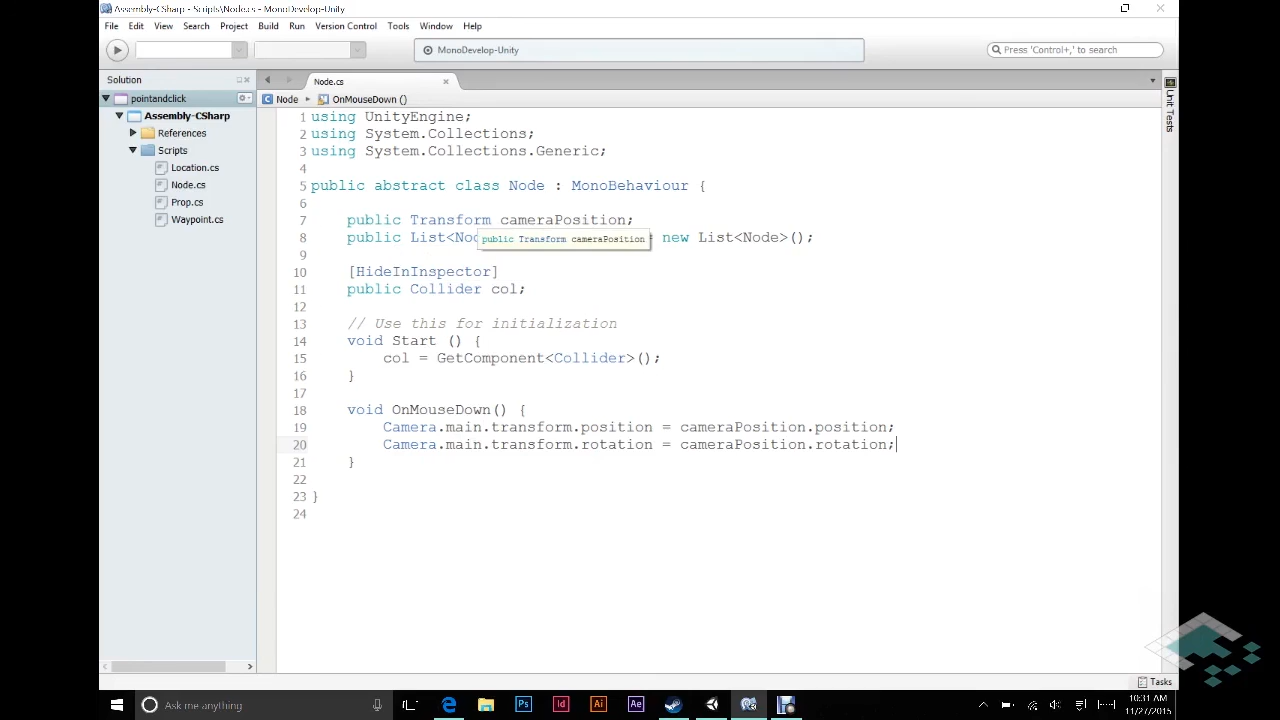 Assembly-CSharp - Scripts\Node.cs - MonoDevelop-Unity
File Edit View Search Project Build Run Version Control Tools Window Help
MonoDevelop-Unity
Press 'Control+,' to search
Solution
Node.cs
pointandclick
Node OnMouseDown ()
Assembly-CSharp
References
Scripts
Location.cs
Node.cs
Prop.cs
Waypoint.cs
Unit Tests
1 using UnityEngine;
2 using System.Collections;
3 using System.Collections.Generic;
4
5 public abstract class Node : MonoBehaviour {
6
7 public Transform cameraPosition;
8 public List<Nod new List<Node>();
public Transform cameraPosition
9
10 [HideInInspector]
11 public Collider col;
12
13 // Use this for initialization
14 void Start () {
15 col = GetComponent<Collider>();
16 }
17
18 void OnMouseDown() {
19 Camera.main.transform.position = cameraPosition.position;
20 Camera.main.transform.rotation = cameraPosition.rotation;
21 }
22
23 }
24
Tasks
Ask me anything
Ps Id Ai Ae
10:31 AM
11/27/2015